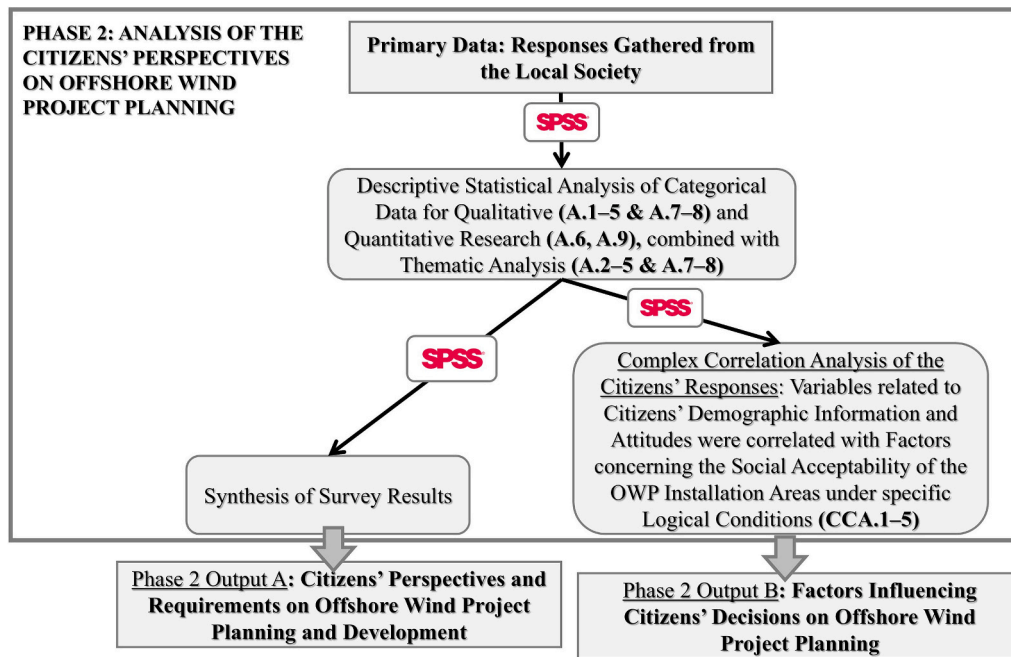 PHASE 2: ANALYSIS OF THE
CITIZENS’ PERSPECTIVES
ON OFFSHORE WIND
PROJECT PLANNING
Primary Data: Responses Gathered from
the Local Society
SPSS
Descriptive Statistical Analysis of Categorical
Data for Qualitative (A.1–5 & A.7–8) and
Quantitative Research (A.6, A.9), combined with
Thematic Analysis (A.2–5 & A.7–8)
SPSS
SPSS
Synthesis of Survey Results
Complex Correlation Analysis of the
Citizens’ Responses: Variables related to
Citizens’ Demographic Information and
Attitudes were correlated with Factors
concerning the Social Acceptability of the
OWP Installation Areas under specific
Logical Conditions (CCA.1–5)
Phase 2 Output A: Citizens’ Perspectives and
Requirements on Offshore Wind Project
Planning and Development
Phase 2 Output B: Factors Influencing
Citizens’ Decisions on Offshore Wind
Project Planning